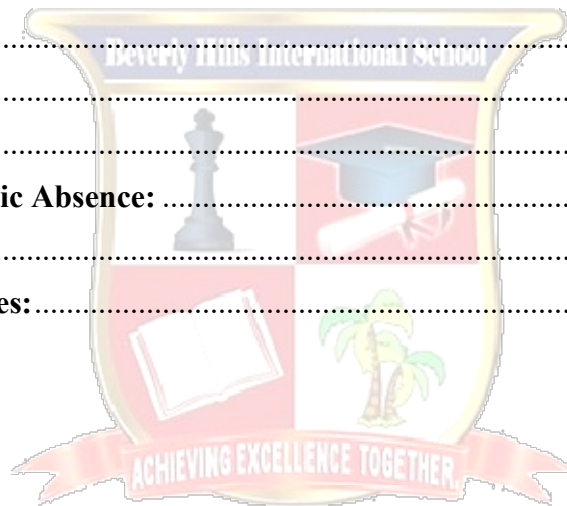 Beverly Hills International School
ic Absence:
es:
ACHIEVING EXCELLENCE TOGETHER